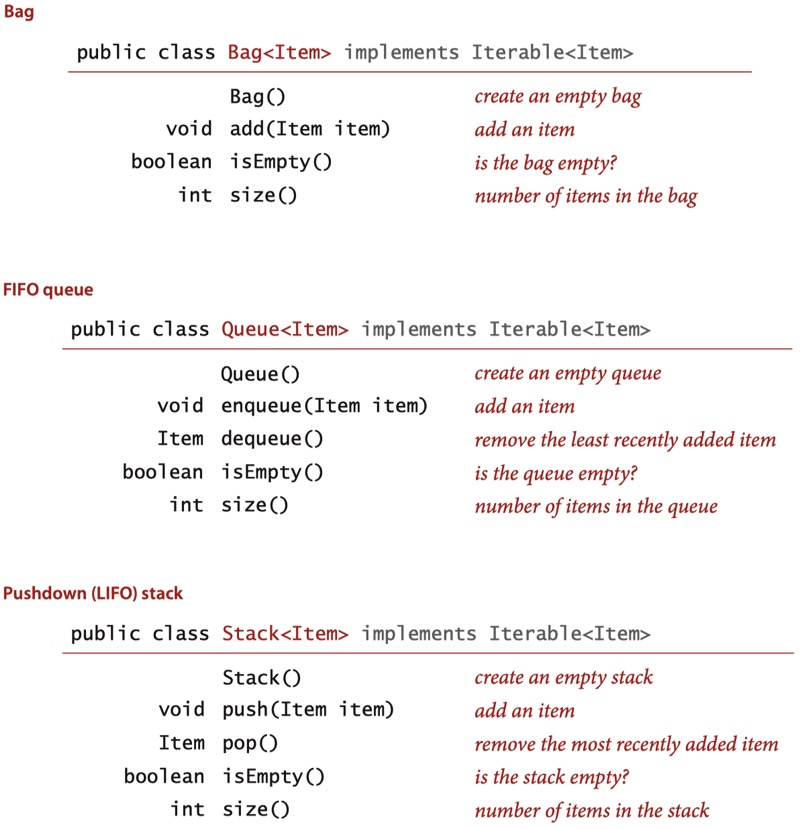 Bag
public class Bag<Item> implements Iterable<Item>
Bag() create an empty bag
void add(Item item) add an item
boolean isEmpty() is the bag empty?
int size() number of items in the bag
FIFO queue
public class Queue<Item> implements Iterable<Item>
Queue() create an empty queue
void enqueue(Item item) add an item
Item dequeue() remove the least recently added item
boolean isEmpty() is the queue empty?
int size() number of items in the queue
Pushdown (LIFO) stack
public class Stack<Item> implements Iterable<Item>
Stack() create an empty stack
void push(Item item) add an item
Item pop() remove the most recently added item
boolean isEmpty() is the stack empty?
int size() number of items in the stack